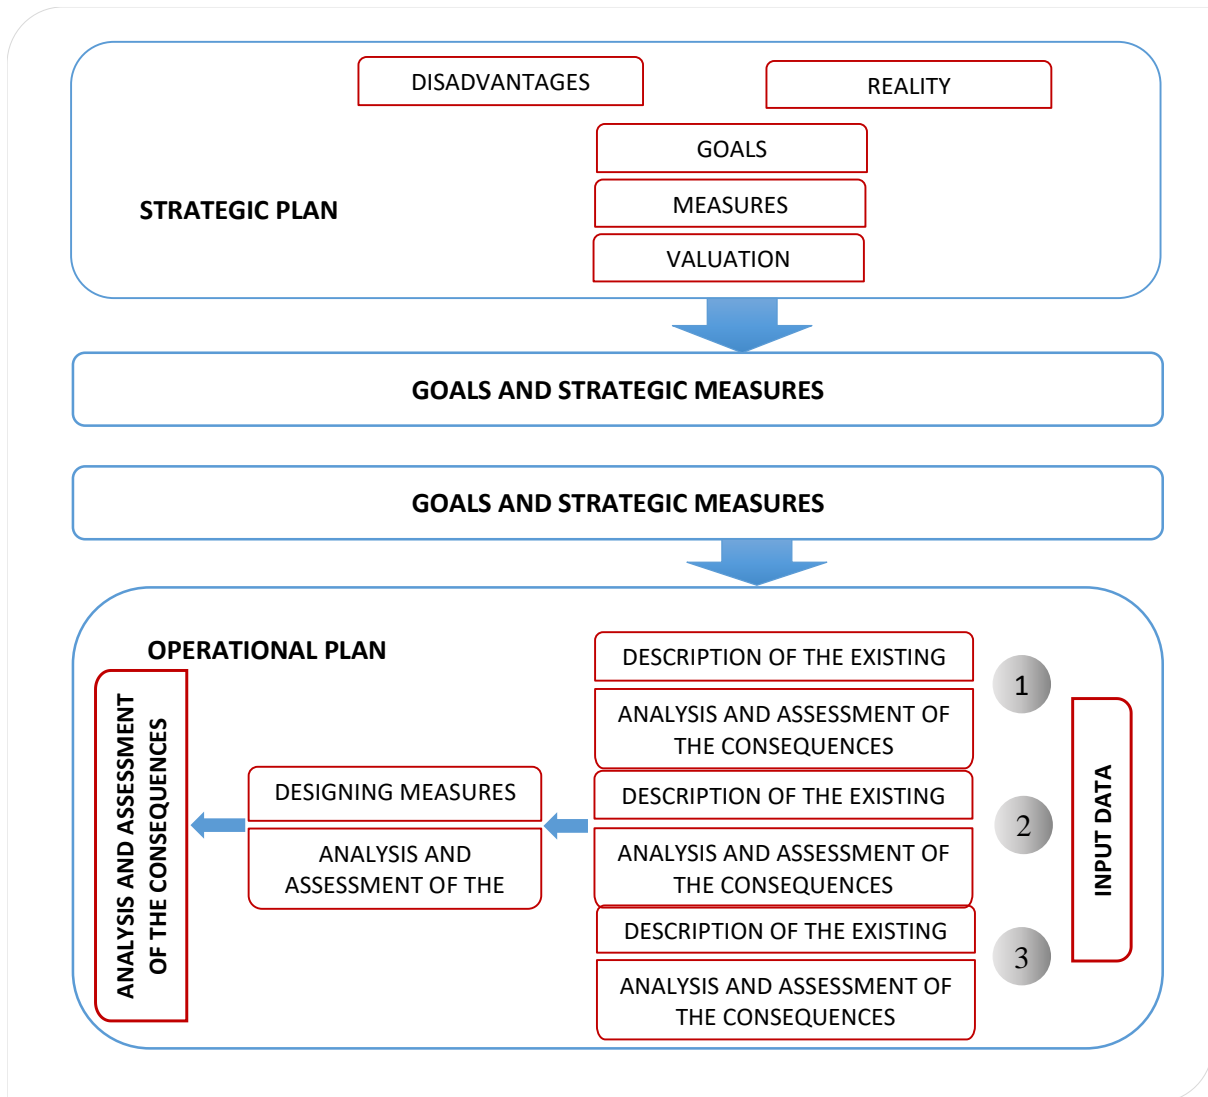 DISADVANTAGES
REALITY
GOALS
MEASURES
VALUATION
STRATEGIC PLAN
GOALS AND STRATEGIC MEASURES
GOALS AND STRATEGIC MEASURES
OPERATIONAL PLAN
ANALYSIS AND ASSESSMENT
OF THE CONSEQUENCES
DESIGNING MEASURES
ANALYSIS AND
ASSESSMENT OF THE
DESCRIPTION OF THE EXISTING
ANALYSIS AND ASSESSMENT OF
THE CONSEQUENCES
1
DESCRIPTION OF THE EXISTING
ANALYSIS AND ASSESSMENT OF
THE CONSEQUENCES
2
DESCRIPTION OF THE EXISTING
ANALYSIS AND ASSESSMENT OF
THE CONSEQUENCES
3
INPUT DATA